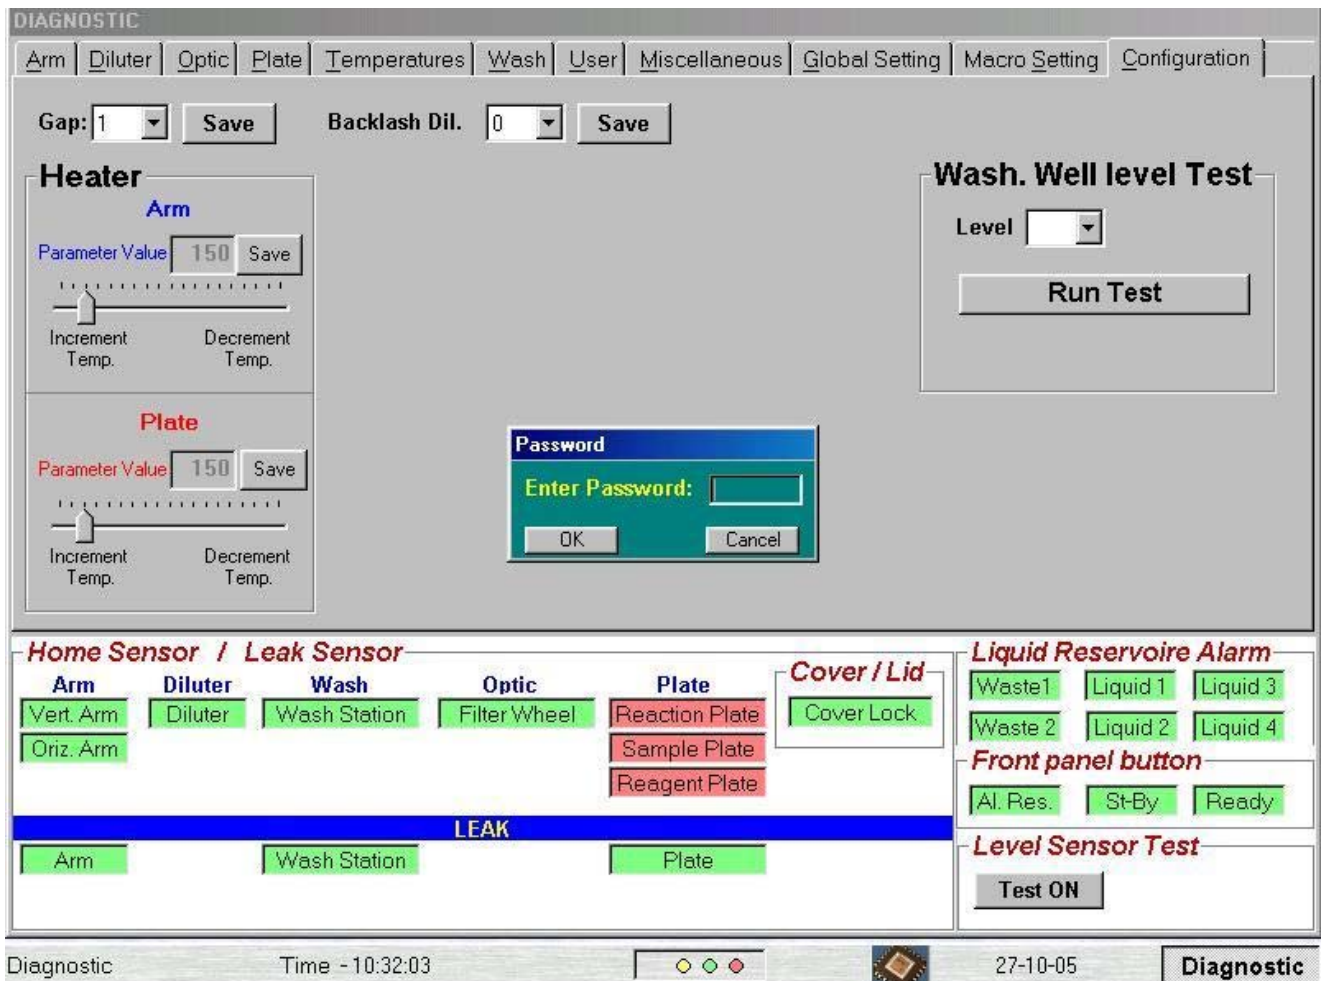 DIAGNOSTIC
Arm Diluter Optic Plate Temperatures Wash User Miscellaneous Global Setting Macro Setting Configuration
Gap: 1 Save Backlash Dil. 0 Save
Heater
Arm
Parameter Value 150 Save
Increment Temp. Decrement Temp.
Plate
Parameter Value 150 Save
Increment Temp. Decrement Temp.
Wash. Well level Test
Level
Run Test
Password
Enter Password:
OK Cancel
Home Sensor / Leak Sensor
Arm Diluter Wash Optic Plate
Vert. Arm Diluter Wash Station Filter Wheel Reaction Plate
Oriz. Arm Sample Plate
Reagent Plate
Cover / Lid
Cover Lock
LEAK
Arm Wash Station Plate
Liquid Reservoire Alarm
Waste1 Liquid 1 Liquid 3
Waste 2 Liquid 2 Liquid 4
Front panel button
Al. Res. St-By Ready
Level Sensor Test
Test ON
Diagnostic Time - 10:32:03 27-10-05 Diagnostic